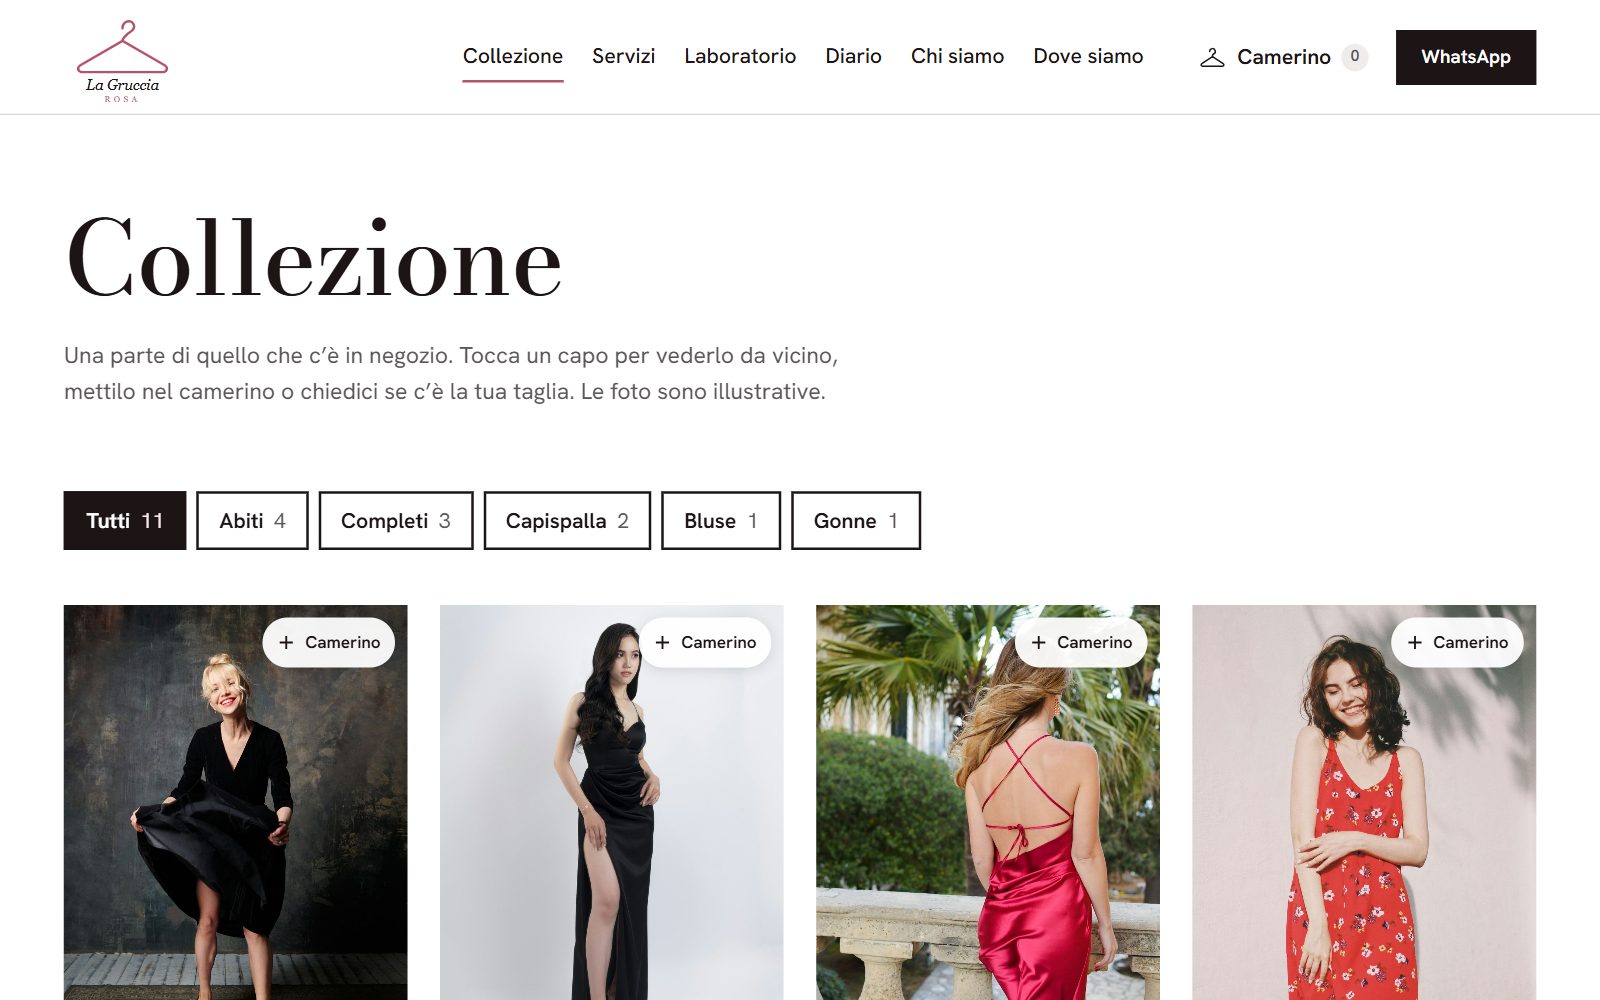 La Gruccia
ROSA
Collezione Servizi Laboratorio Diario Chi siamo Dove siamo Camerino 0 WhatsApp
Collezione
Una parte di quello che c’è in negozio. Tocca un capo per vederlo da vicino,
mettilo nel camerino o chiedici se c’è la tua taglia. Le foto sono illustrative.
Tutti 11 Abiti 4 Completi 3 Capispalla 2 Bluse 1 Gonne 1
+ Camerino + Camerino + Camerino + Camerino